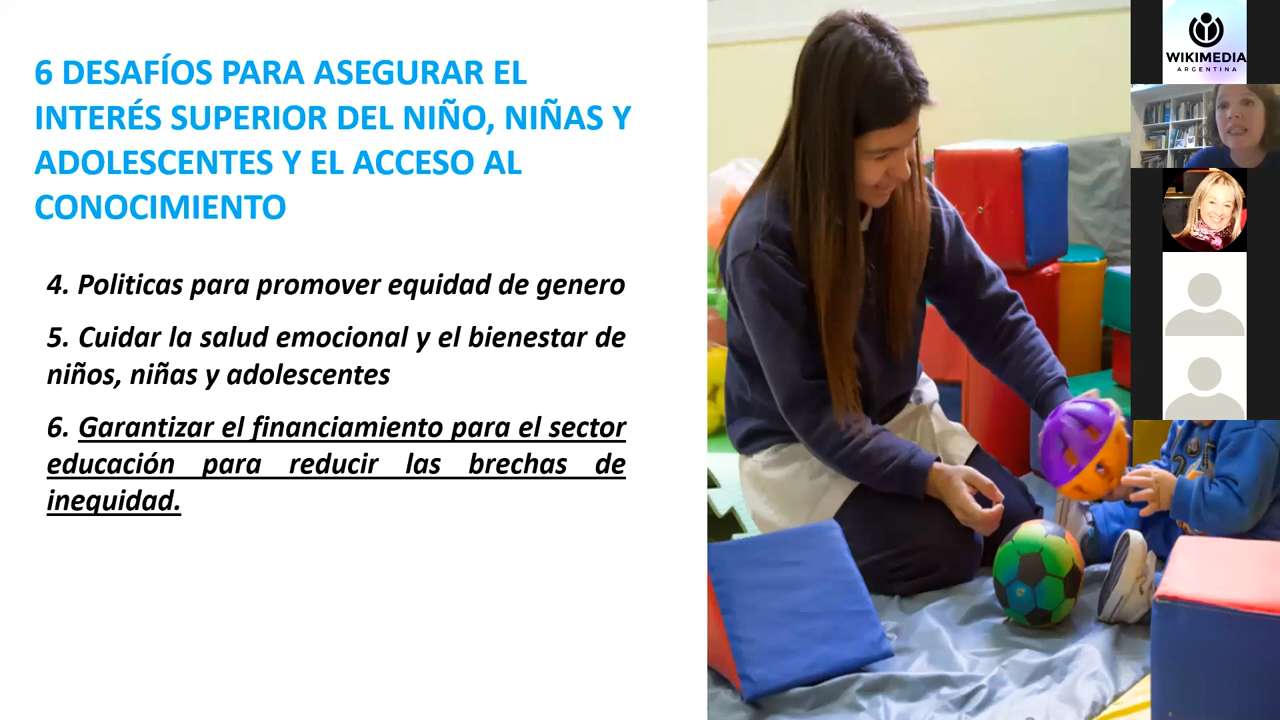 6 DESAFÍOS PARA ASEGURAR EL
INTERÉS SUPERIOR DEL NIÑO, NIÑAS Y
ADOLESCENTES Y EL ACCESO AL
CONOCIMIENTO
4. Politicas para promover equidad de genero
5. Cuidar la salud emocional y el bienestar de
niños, niñas y adolescentes
6. Garantizar el financiamiento para el sector
educación para reducir las brechas de
inequidad.
WIKIMEDIA
ARGENTINA